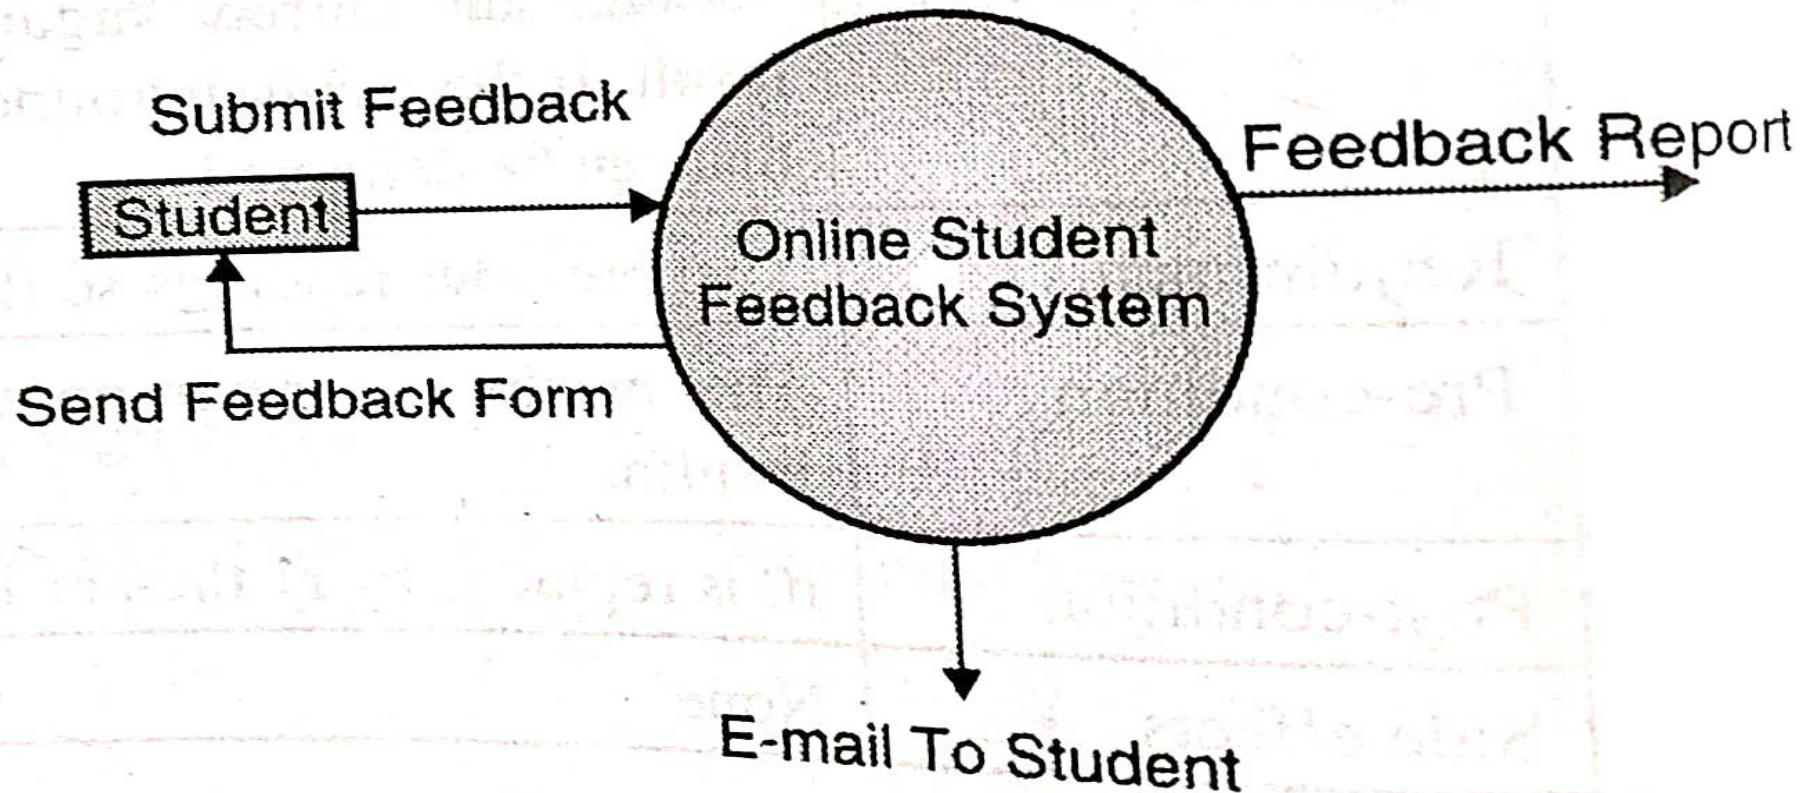 Submit Feedback
Feedback Report
Student
Online Student
Feedback System
Send Feedback Form
E-mail To Student